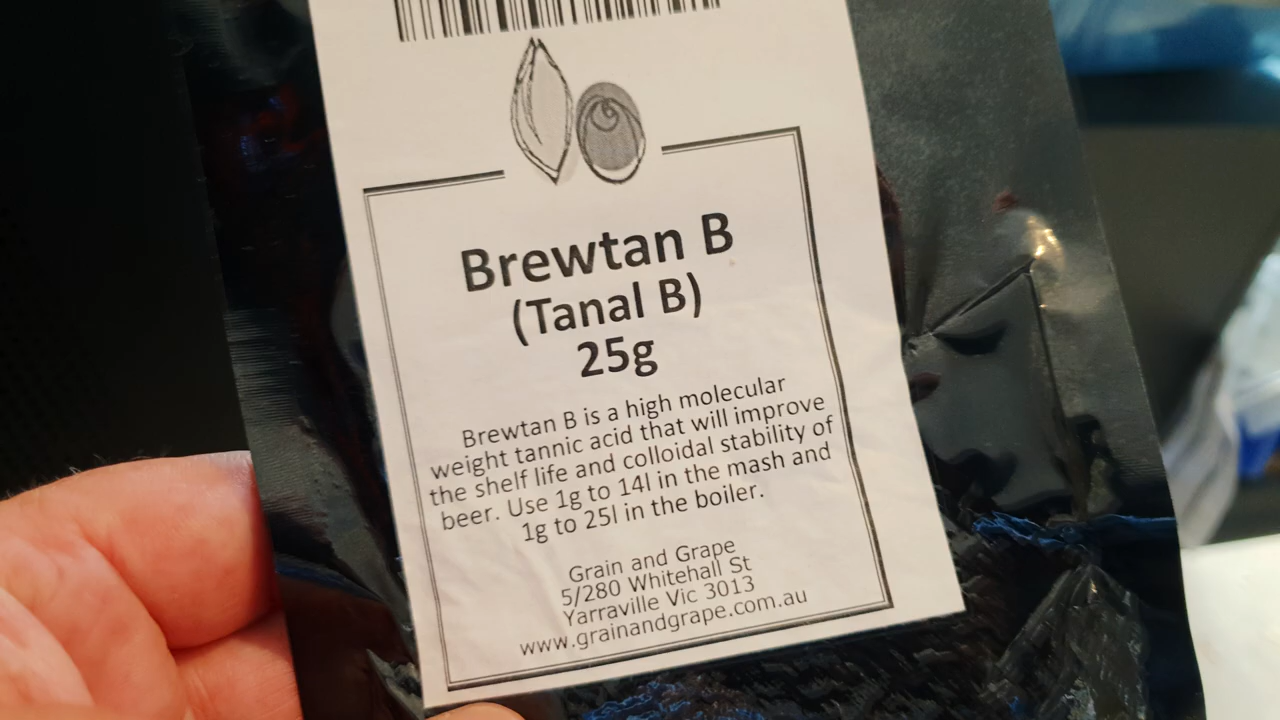 Brewtan B
(Tanal B)
25g
Brewtan B is a high molecular
weight tannic acid that will improve
the shelf life and colloidal stability of
beer. Use 1g to 14l in the mash and
1g to 25l in the boiler.
Grain and Grape
5/280 Whitehall St
Yarraville Vic 3013
www.grainandgrape.com.au